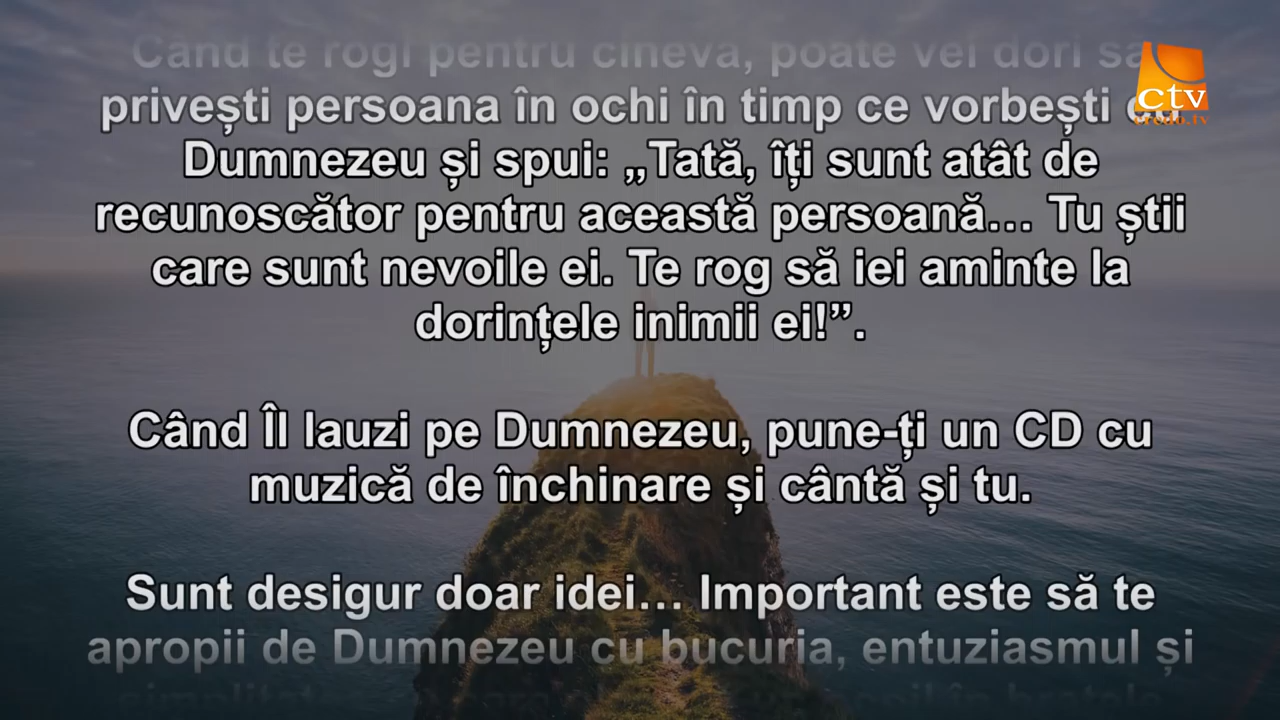 Când te rogi pentru cineva, poate vei dori să
privești persoana în ochi în timp ce vorbești cu
Dumnezeu și spui: „Tată, îți sunt atât de
recunoscător pentru această persoană… Tu știi
care sunt nevoile ei. Te rog să iei aminte la
dorințele inimii ei!”.
Când Îl lauzi pe Dumnezeu, pune-ți un CD cu
muzică de închinare și cântă și tu.
Sunt desigur doar idei… Important este să te
apropii de Dumnezeu cu bucuria, entuziasmul și
ctv
credo.tv